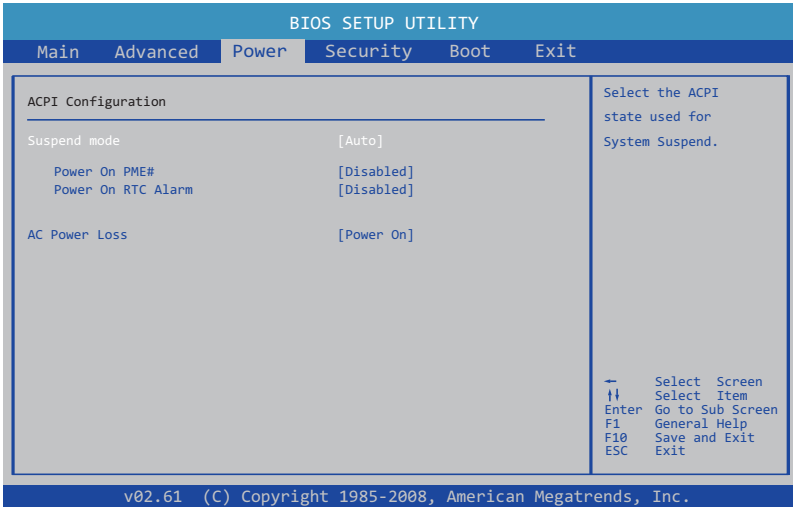 BIOS SETUP UTILITY
Main Advanced Power Security Boot Exit
ACPI Configuration
Suspend mode [Auto]
Power On PME# [Disabled]
Power On RTC Alarm [Disabled]
AC Power Loss [Power On]
Select the ACPI
state used for
System Suspend.
← Select Screen
↑↓ Select Item
Enter Go to Sub Screen
F1 General Help
F10 Save and Exit
ESC Exit
v02.61 (C) Copyright 1985-2008, American Megatrends, Inc.